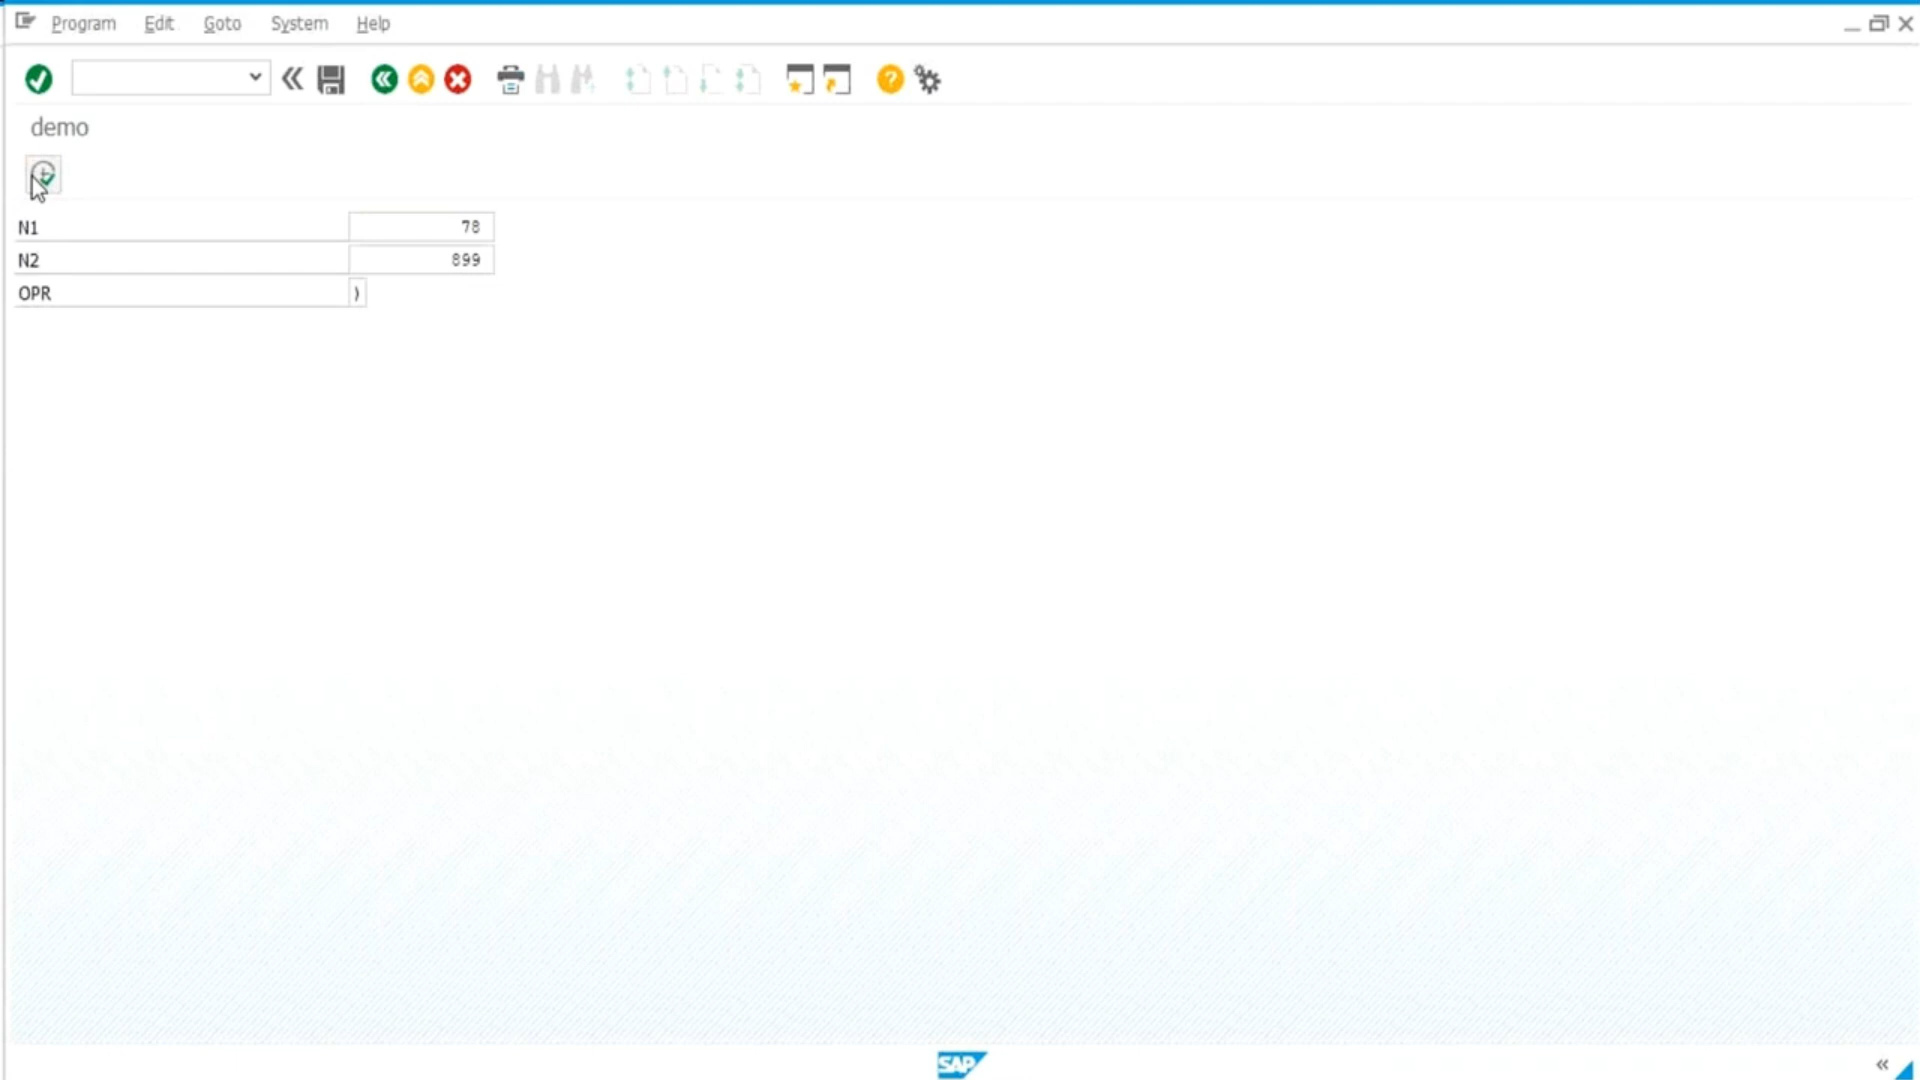 Program Edit Goto System Help
demo
N1 78
N2 899
OPR )
SAP